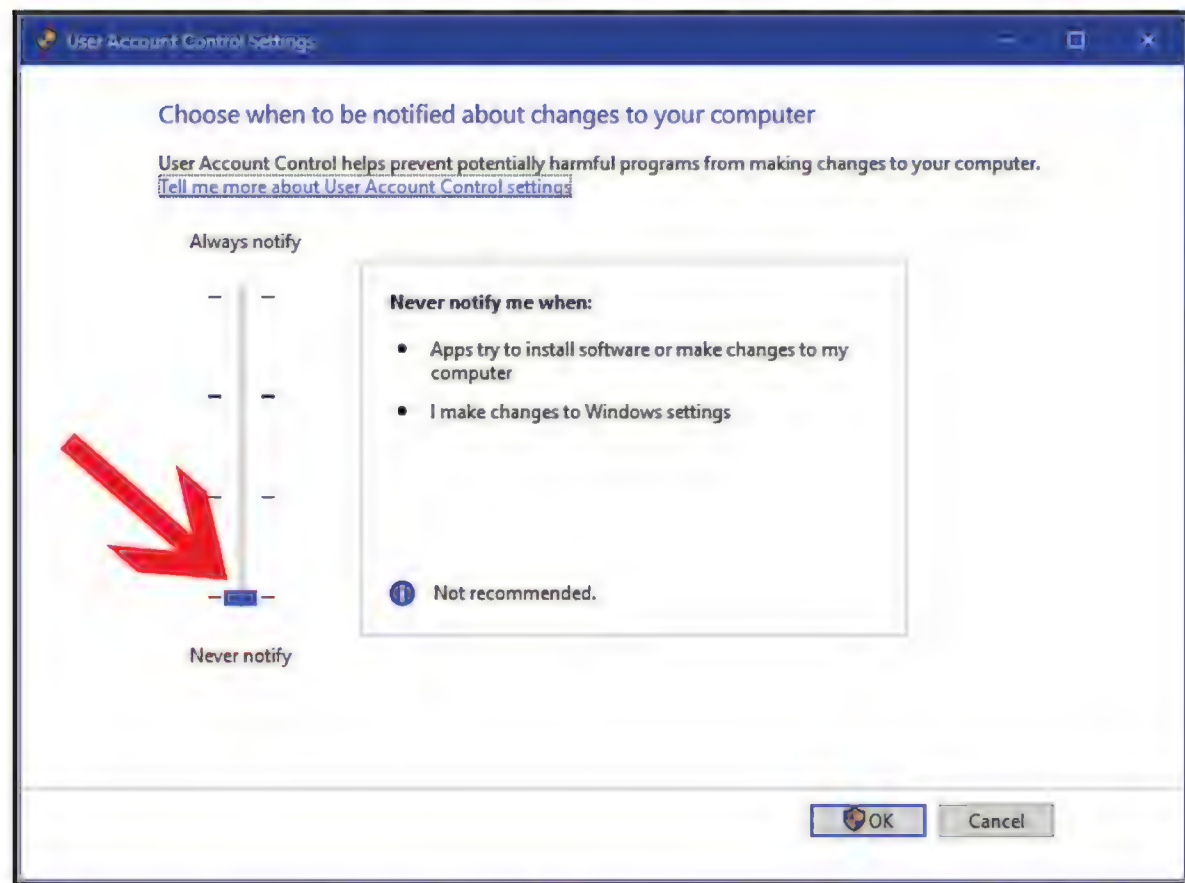 User Account Control Settings
Choose when to be notified about changes to your computer
User Account Control helps prevent potentially harmful programs from making changes to your computer.
Tell me more about User Account Control settings
Always notify
Never notify me when:
• Apps try to install software or make changes to my
computer
• I make changes to Windows settings
Not recommended.
Never notify
OK
Cancel